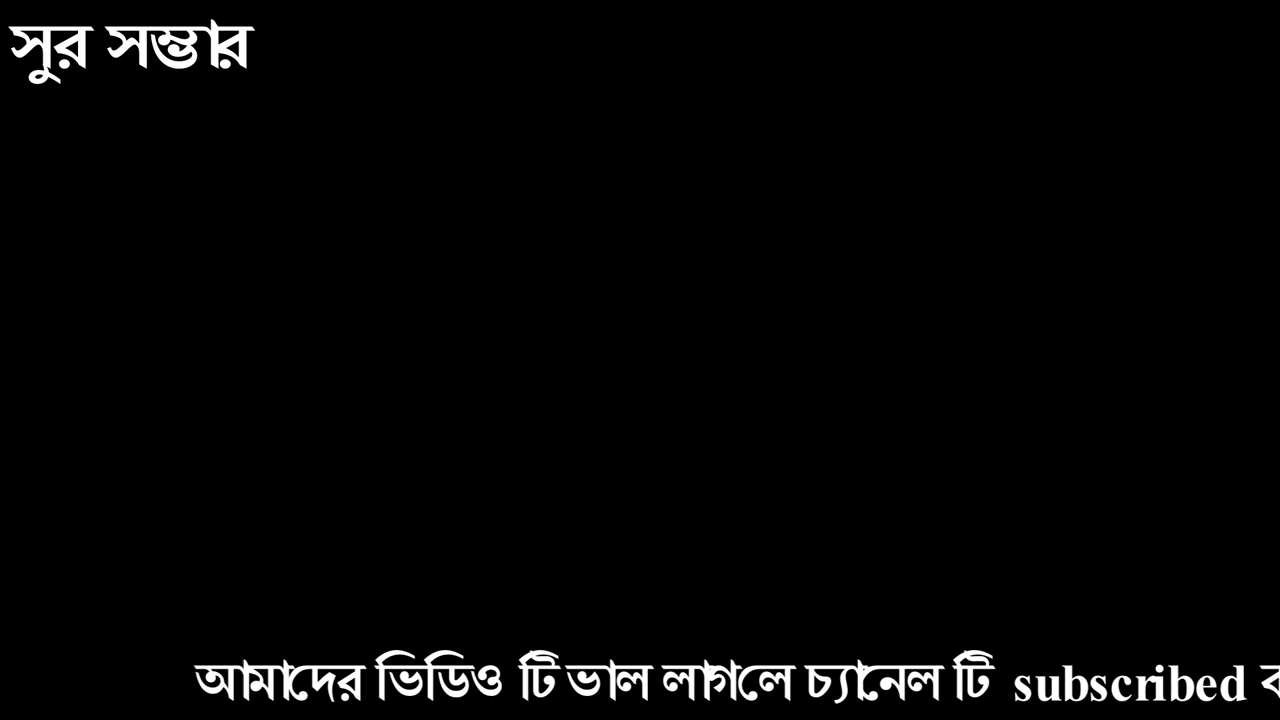 সুর সম্ভার
আমাদের ভিডিও টি ভাল লাগলে চ্যানেল টি subscribed